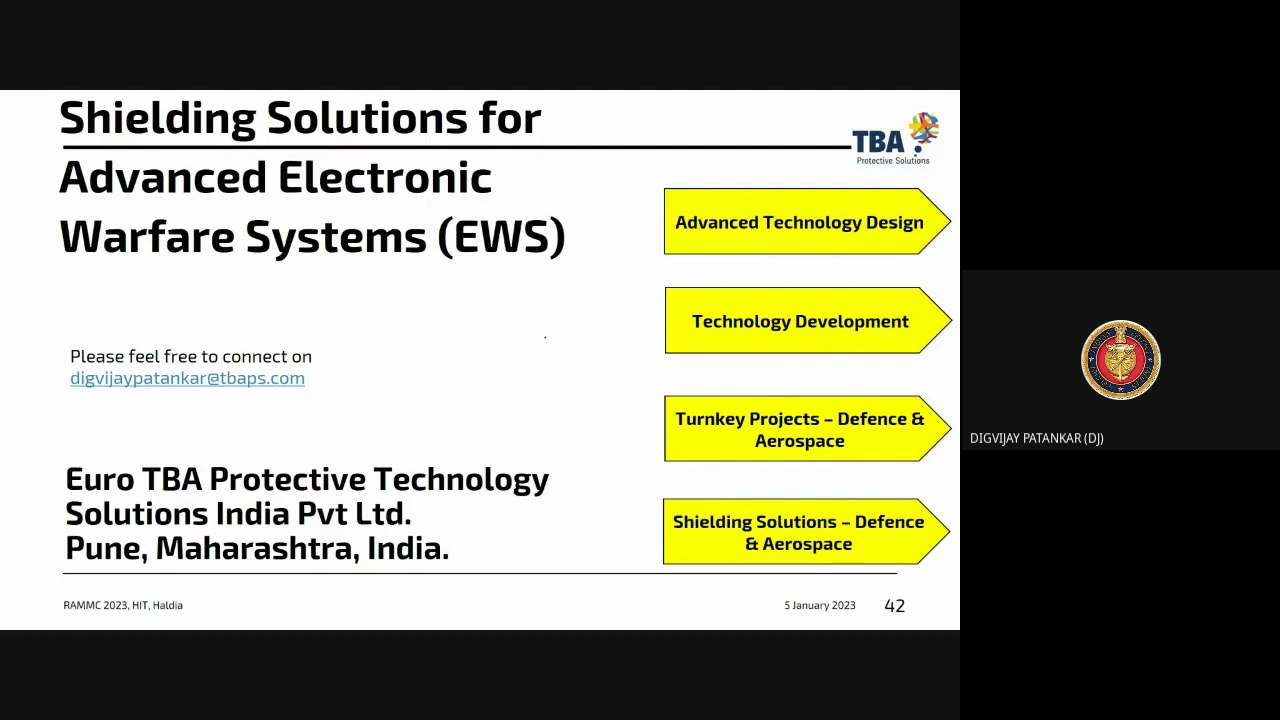 Shielding Solutions for
Advanced Electronic
Warfare Systems (EWS)
TBA
Protective Solutions
Advanced Technology Design
Technology Development
Please feel free to connect on
digvijaypatankar@tbaps.com
Turnkey Projects – Defence &
Aerospace
Euro TBA Protective Technology
Solutions India Pvt Ltd.
Pune, Maharashtra, India.
Shielding Solutions – Defence
& Aerospace
RAMMC 2023, HIT, Haldia
5 January 2023
42
DIGVIJAY PATANKAR (DJ)